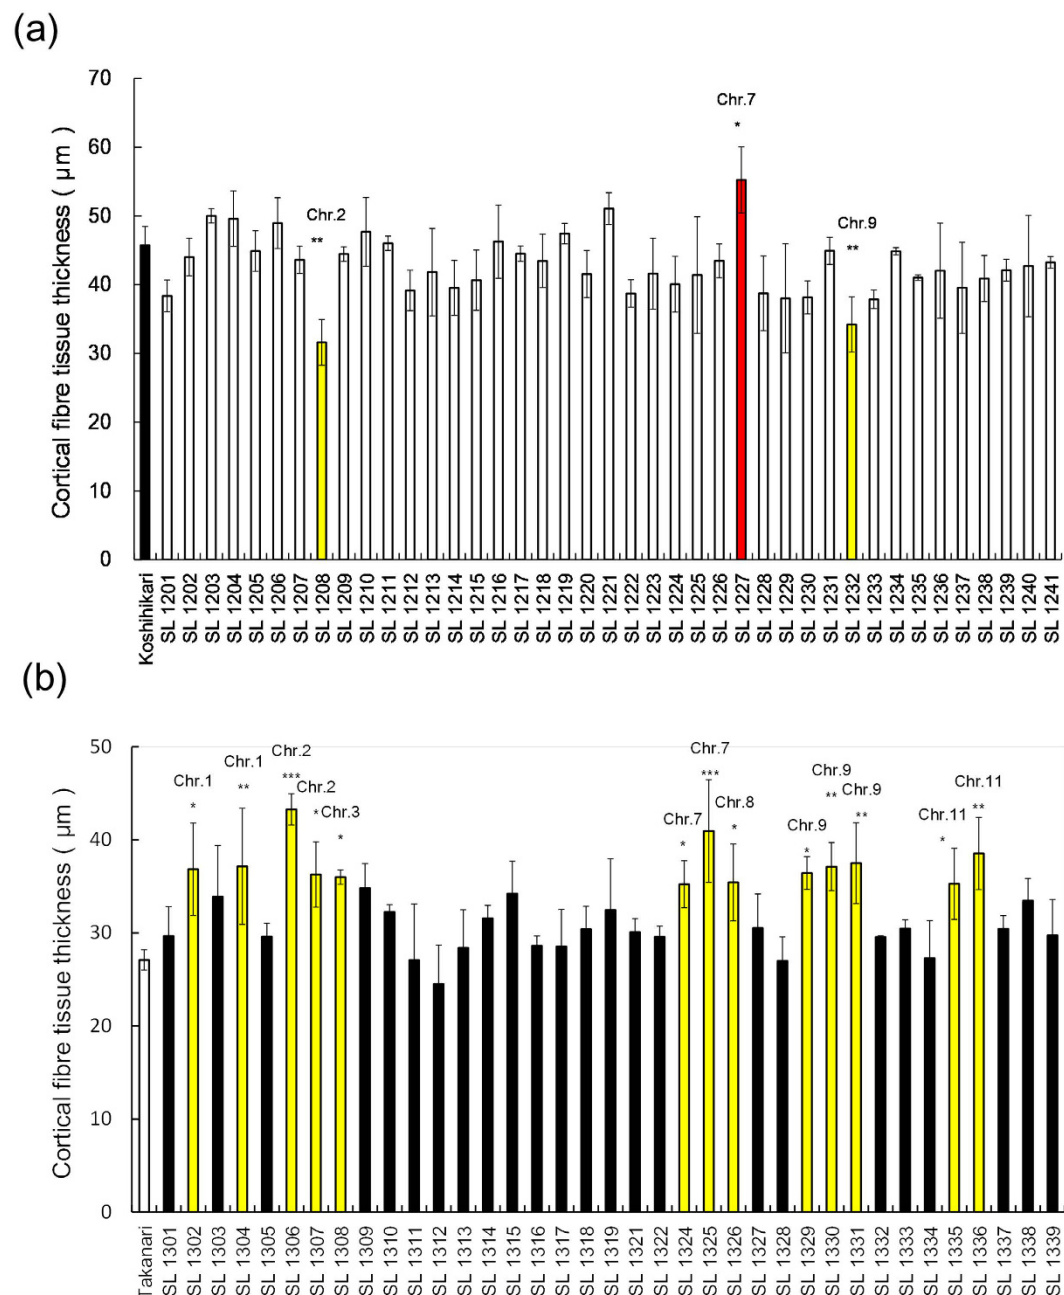 (a)
Cortical fibre tissue thickness ( μm )
70
60
50
40
30
20
10
0
Chr.2
**
Chr.7
*
Chr.9
**
Koshihikari
SL 1201
SL 1202
SL 1203
SL 1204
SL 1205
SL 1206
SL 1207
SL 1208
SL 1209
SL 1210
SL 1211
SL 1212
SL 1213
SL 1214
SL 1215
SL 1216
SL 1217
SL 1218
SL 1219
SL 1220
SL 1221
SL 1222
SL 1223
SL 1224
SL 1225
SL 1226
SL 1227
SL 1228
SL 1229
SL 1230
SL 1231
SL 1232
SL 1233
SL 1234
SL 1235
SL 1236
SL 1237
SL 1238
SL 1239
SL 1240
SL 1241
(b)
Cortical fibre tissue thickness ( μm )
50
40
30
20
10
0
Chr.1
*
Chr.1
**
Chr.2
***
Chr.2
*
Chr.3
*
Chr.7
*
Chr.7
***
Chr.8
*
Chr.9
*
Chr.9
**
Chr.9
**
Chr.11
*
Chr.11
**
Takanari
SL 1301
SL 1302
SL 1303
SL 1304
SL 1305
SL 1306
SL 1307
SL 1308
SL 1309
SL 1310
SL 1311
SL 1312
SL 1313
SL 1314
SL 1315
SL 1316
SL 1317
SL 1318
SL 1319
SL 1321
SL 1322
SL 1324
SL 1325
SL 1326
SL 1327
SL 1328
SL 1329
SL 1330
SL 1331
SL 1332
SL 1333
SL 1334
SL 1335
SL 1336
SL 1337
SL 1338
SL 1339